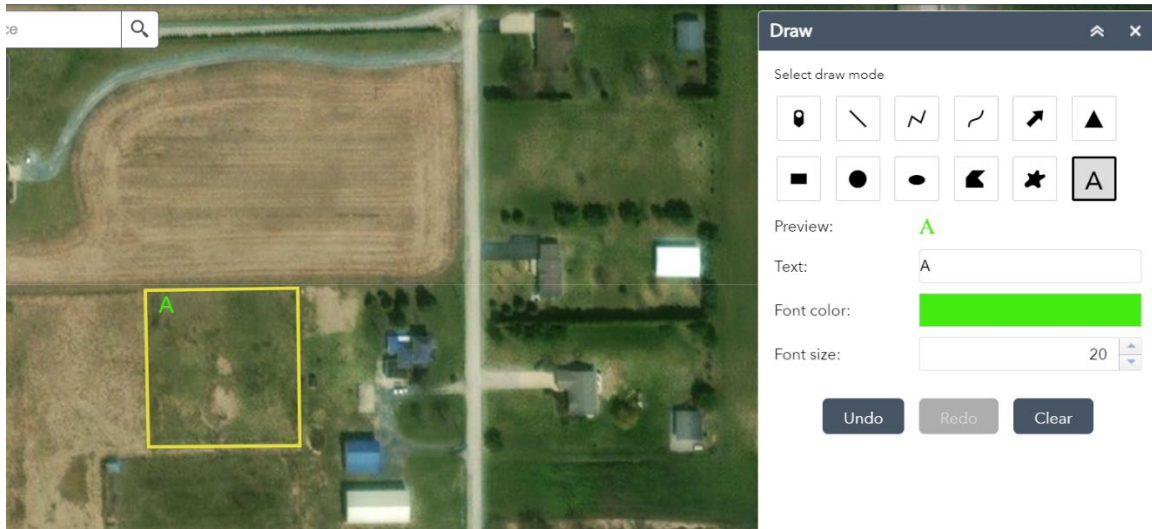 ce
Draw
Select draw mode
A
Preview: A
Text: A
Font color:
Font size: 20
Undo Redo Clear
A